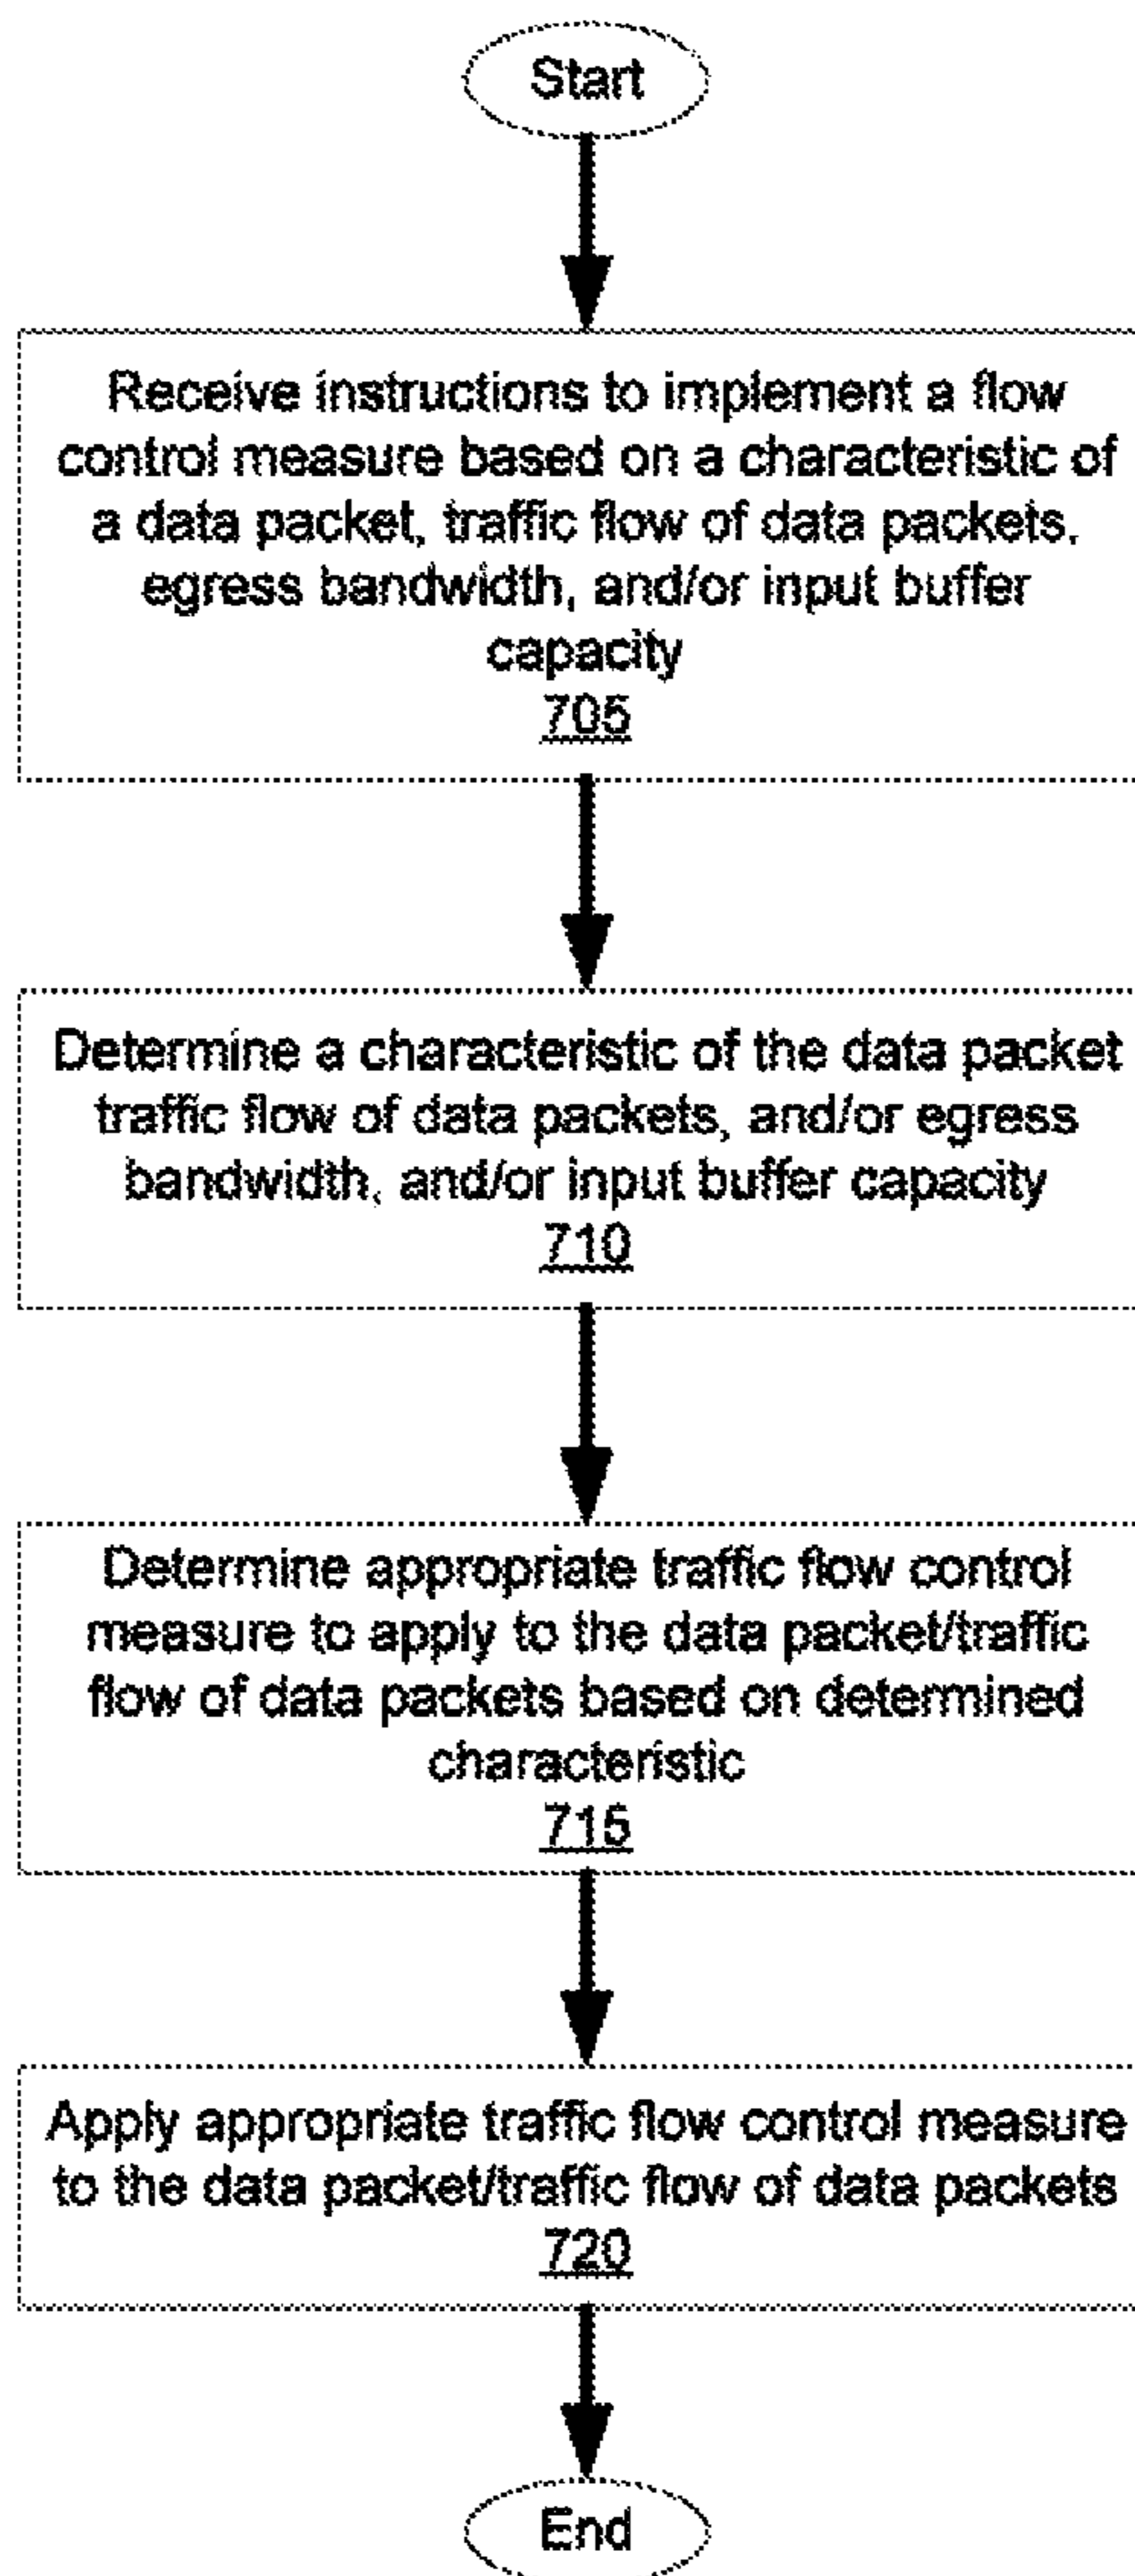 Start
Receive instructions to implement a flow
control measure based on a characteristic of
a data packet, traffic flow of data packets,
egress bandwidth, and/or input buffer
capacity
705
Determine a characteristic of the data packet
traffic flow of data packets, and/or egress
bandwidth, and/or input buffer capacity
710
Determine appropriate traffic flow control
measure to apply to the data packet/traffic
flow of data packets based on determined
characteristic
715
Apply appropriate traffic flow control measure
to the data packet/traffic flow of data packets
720
End